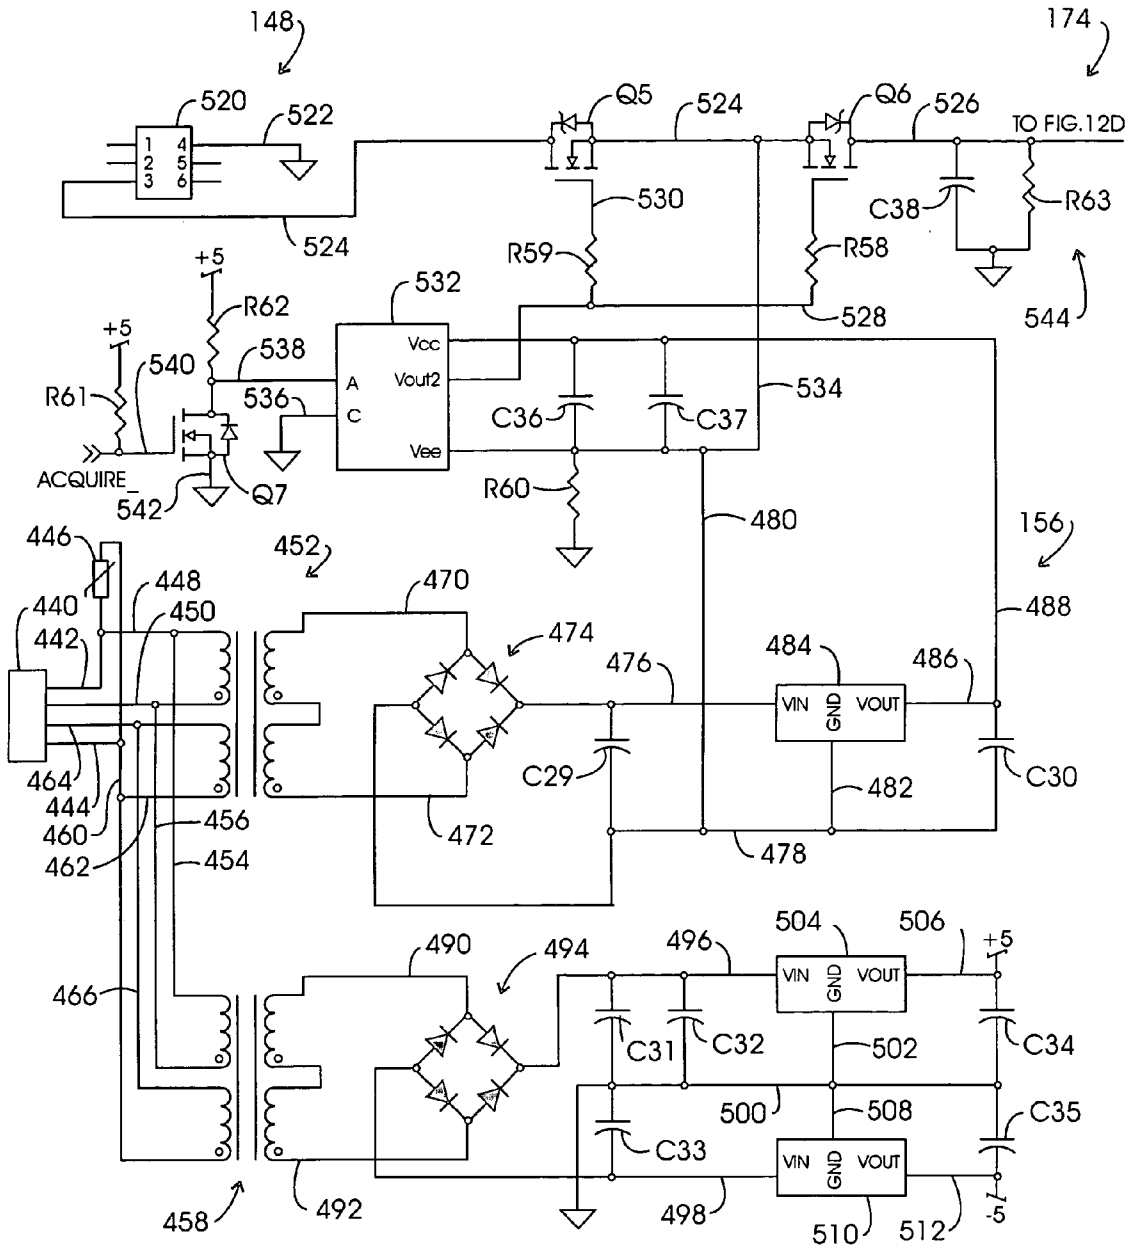 148
174
520
522
1 4
2 5
3 6
524
Q5
524
Q6
526
TO FIG.12D
C38
R63
530
R59
R58
528
544
+5
R62
532
+5
538
540
R61
536
Vcc
A
Vout2
C
Vee
C36
C37
534
ACQUIRE_
542
Q7
R60
480
156
446
452
448
470
440
450
442
474
476
484
486
488
VIN
GND
VOUT
C29
C30
482
464
444
460
462
456
454
472
478
490
494
496
504
506
+5
VIN
GND
VOUT
466
C31
C32
C34
502
500
508
C35
C33
VIN
GND
VOUT
458
492
498
510
512
-5